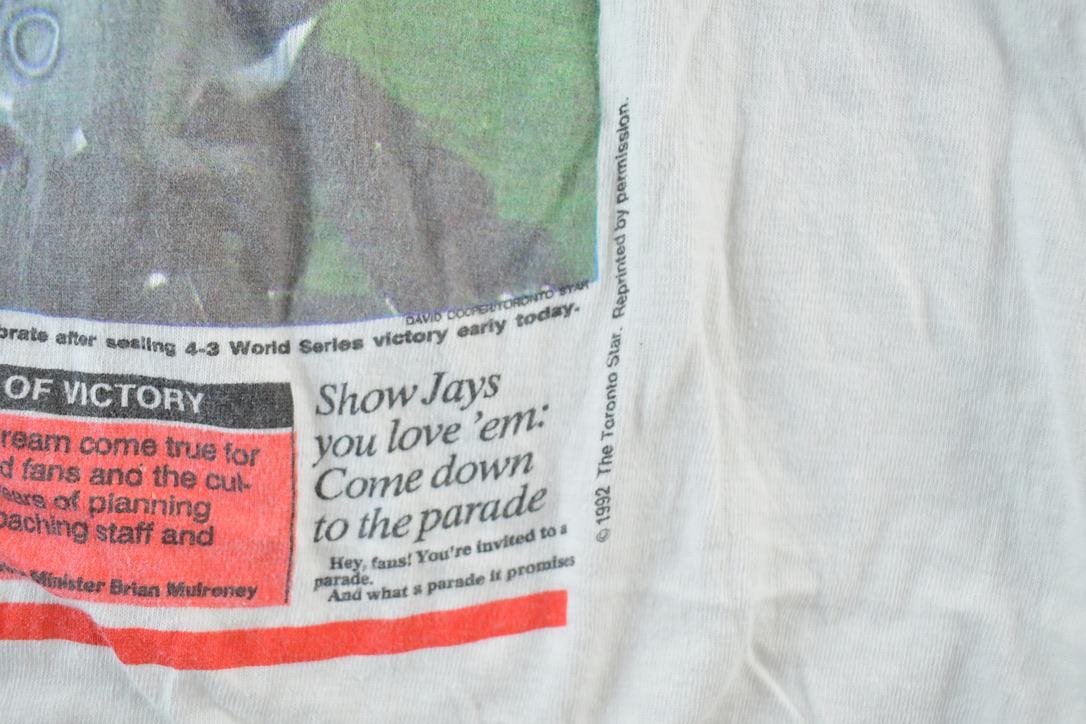 DAVID COOPER/TORONTO STAR
brate after sealing 4-3 World Series victory early today.
OF VICTORY
ream come true for
d fans and the cul-
ears of planning
oaching staff and
Minister Brian Mulroney
Show Jays
you love 'em:
Come down
to the parade
Hey, fans! You're invited to a
parade.
And what a parade it promises
© 1992 The Toronto Star. Reprinted by permission.